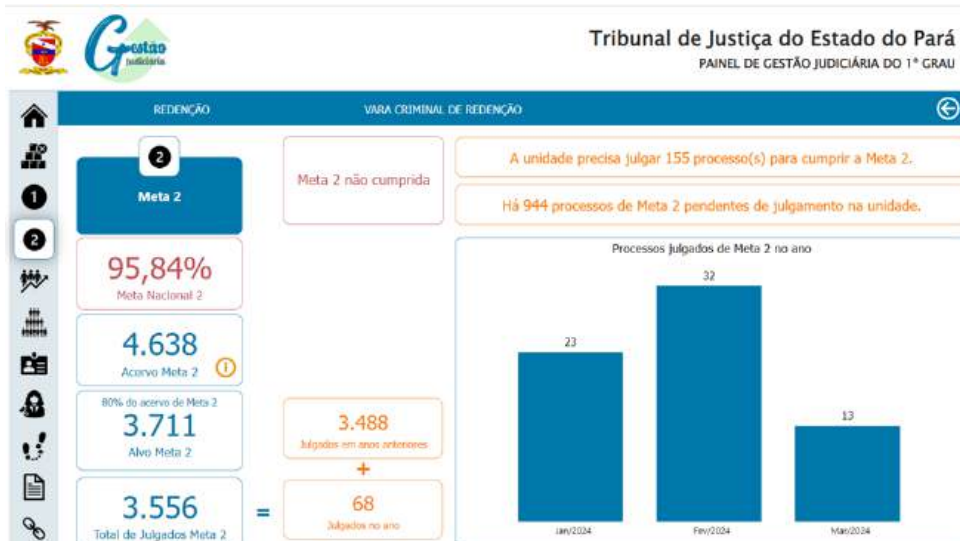 Gestão
judiciária
Tribunal de Justiça do Estado do Pará
PAINEL DE GESTÃO JUDICIÁRIA DO 1º GRAU
REDENÇÃO
VARA CRIMINAL DE REDENÇÃO
2
Meta 2
Meta 2 não cumprida
A unidade precisa julgar 155 processo(s) para cumprir a Meta 2.
Há 944 processos de Meta 2 pendentes de julgamento na unidade.
1
2
95,84%
Meta Nacional 2
4.638
Acervo Meta 2
80% do acervo de Meta 2
3.711
Alvo Meta 2
3.556
Total de Julgados Meta 2
=
3.488
Julgados em anos anteriores
+
68
Julgados no ano
Processos julgados de Meta 2 no ano
23
32
13
Jan/2024
Fev/2024
Mar/2024